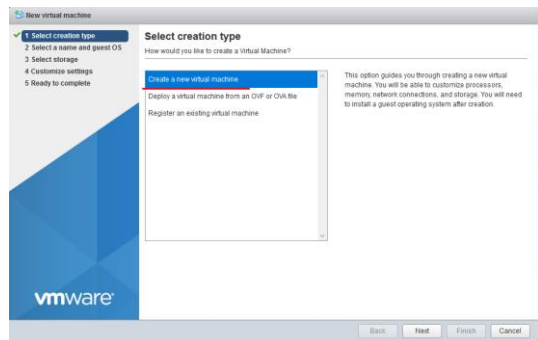 New virtual machine
1 Select creation type
2 Select a name and guest OS
3 Select storage
4 Customize settings
5 Ready to complete
Select creation type
How would you like to create a Virtual Machine?
Create a new virtual machine
Deploy a virtual machine from an OVF or OVA file
Register an existing virtual machine
This option guides you through creating a new virtual
machine. You will be able to customize processors,
memory, network connections, and storage. You will need
to install a guest operating system after creation.
vmware
Back
Next
Finish
Cancel